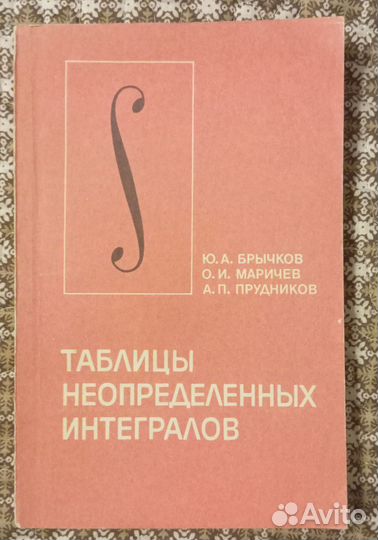 ∫
Ю. А. БРЫЧКОВ
О. И. МАРИЧЕВ
А. П. ПРУДНИКОВ
ТАБЛИЦЫ
НЕОПРЕДЕЛЕННЫХ
ИНТЕГРАЛОВ
Avito